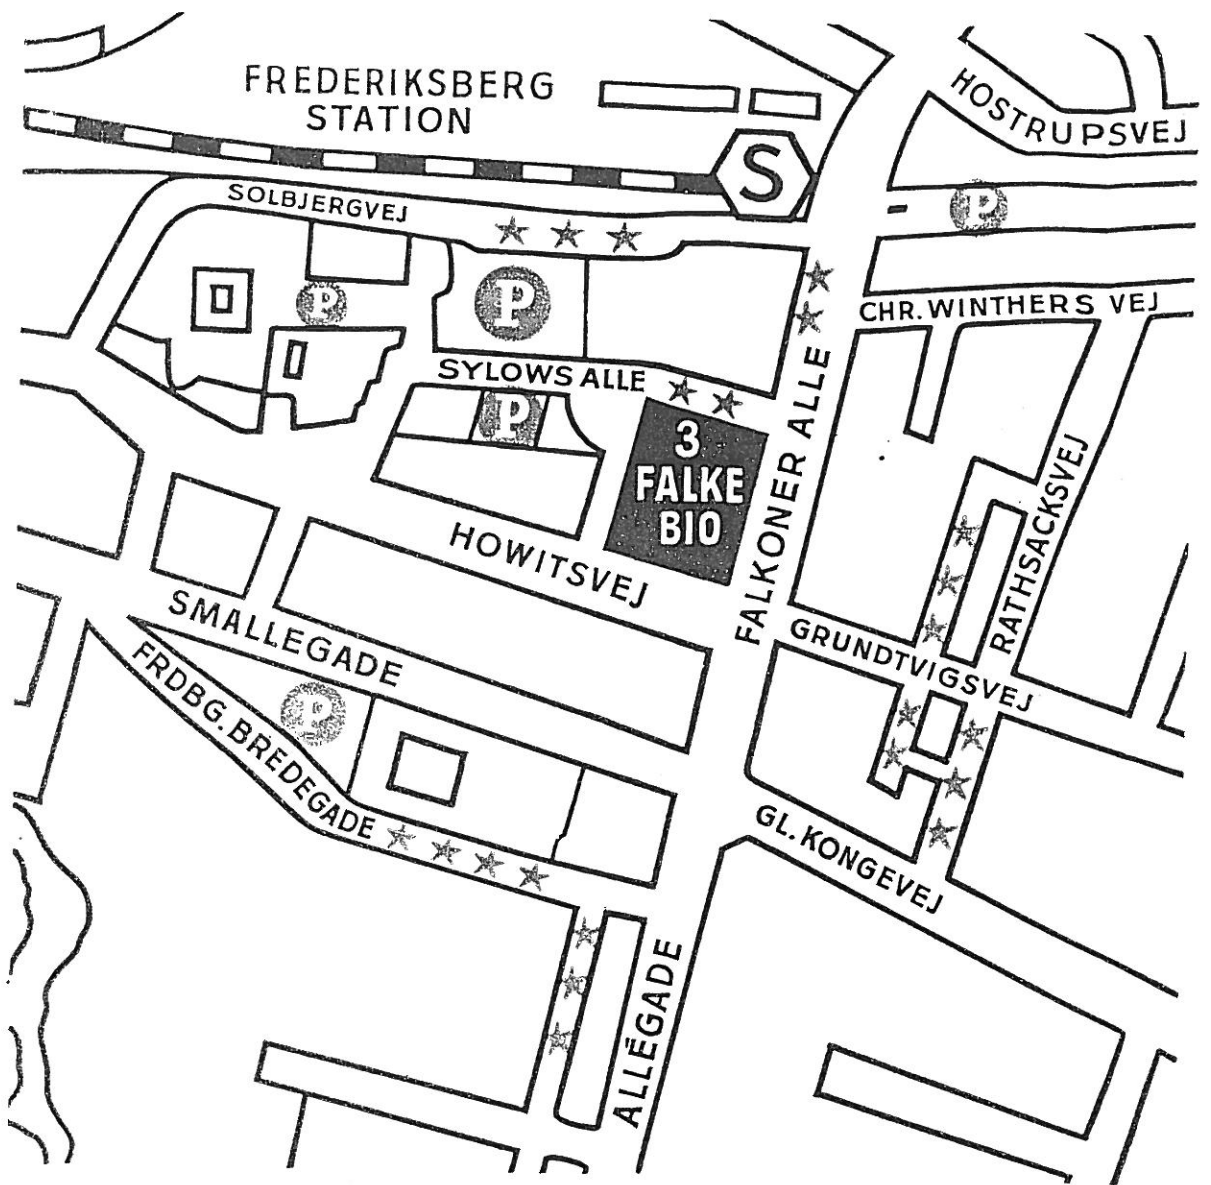 FREDERIKSBERG
STATION
HOSTRUPSVEJ
S
SOLBJERGVEJ
P
P
P
CHR. WINTHERS VEJ
SYLOWS ALLE
P
3
FALKE
BIO
FALKONER ALLE
RATHSACKSVEJ
HOWITSVEJ
SMALLEGADE
GRUNDTVIGSVEJ
FRDBG. BREDEGADE
P
GL. KONGEVEJ
ALLÉGADE